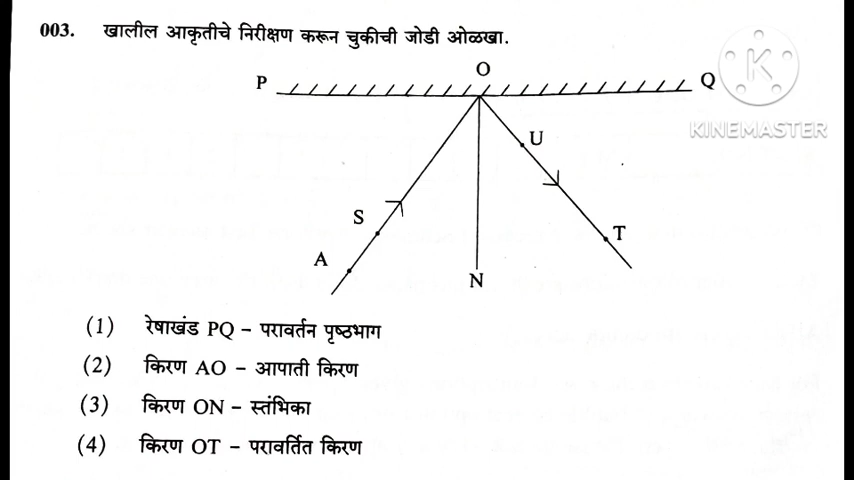 003. खालील आकृतीचे निरीक्षण करून चुकीची जोडी ओळखा.
O
P
Q
K
KINEMASTER
U
S
T
A
N
(1) रेषाखंड PQ – परावर्तन पृष्ठभाग
(2) किरण AO – आपाती किरण
(3) किरण ON – स्तंभिका
(4) किरण OT – परावर्तित किरण